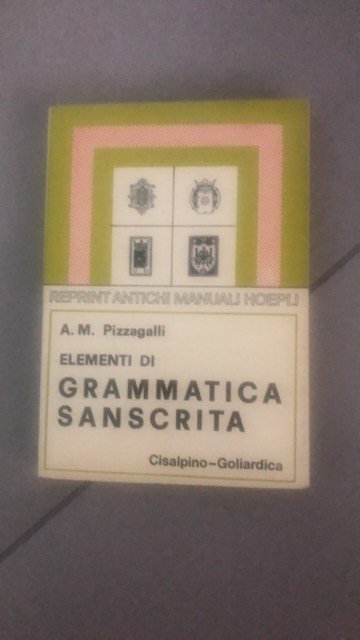 REPRINT ANTICHI MANUALI HOEPLI
A. M. Pizzagalli
ELEMENTI DI
GRAMMATICA
SANSCRITA
Cisalpino-Goliardica